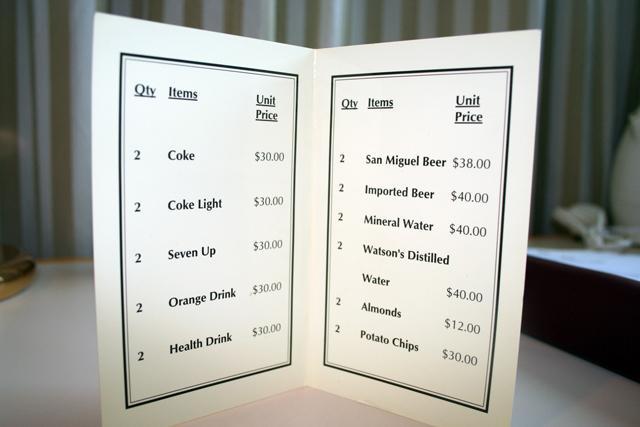 Qty Items Unit Price
2 Coke $30.00
2 Coke Light $30.00
2 Seven Up $30.00
2 Orange Drink $30.00
2 Health Drink $30.00
Qty Items Unit Price
2 San Miguel Beer $38.00
2 Imported Beer $40.00
2 Mineral Water $40.00
2 Watson's Distilled
Water $40.00
2 Almonds $12.00
2 Potato Chips $30.00